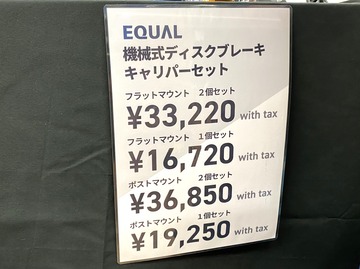 EQUAL
機械式ディスクブレーキ
キャリパーセット
フラットマウント 2個セット
¥33,220 with tax
フラットマウント 1個セット
¥16,720 with tax
ポストマウント 2個セット
¥36,850 with tax
ポストマウント 1個セット
¥19,250 with tax